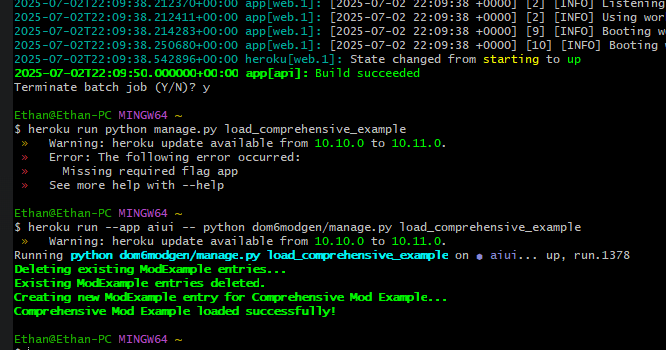 2025-07-02T22:09:38.212370+00:00 app[web.1]: [2025-07-02 22:09:38 +0000] [2] [INFO] Listening
2025-07-02T22:09:38.212411+00:00 app[web.1]: [2025-07-02 22:09:38 +0000] [2] [INFO] Using wor
2025-07-02T22:09:38.214283+00:00 app[web.1]: [2025-07-02 22:09:38 +0000] [9] [INFO] Booting wo
2025-07-02T22:09:38.250680+00:00 app[web.1]: [2025-07-02 22:09:38 +0000] [10] [INFO] Booting w
2025-07-02T22:09:38.542896+00:00 heroku[web.1]: State changed from starting to up
2025-07-02T22:09:50.000000+00:00 app[api]: Build succeeded
Terminate batch job (Y/N)? y
Ethan@Ethan-PC MINGW64 ~
$ heroku run python manage.py load_comprehensive_example
» Warning: heroku update available from 10.10.0 to 10.11.0.
» Error: The following error occurred:
» Missing required flag app
» See more help with --help
Ethan@Ethan-PC MINGW64 ~
$ heroku run --app aiui -- python dom6modgen/manage.py load_comprehensive_example
» Warning: heroku update available from 10.10.0 to 10.11.0.
Running python dom6modgen/manage.py load_comprehensive_example on ⬢ aiui... up, run.1378
Deleting existing ModExample entries...
Existing ModExample entries deleted.
Creating new ModExample entry for Comprehensive Mod Example...
Comprehensive Mod Example loaded successfully!
Ethan@Ethan-PC MINGW64 ~
$